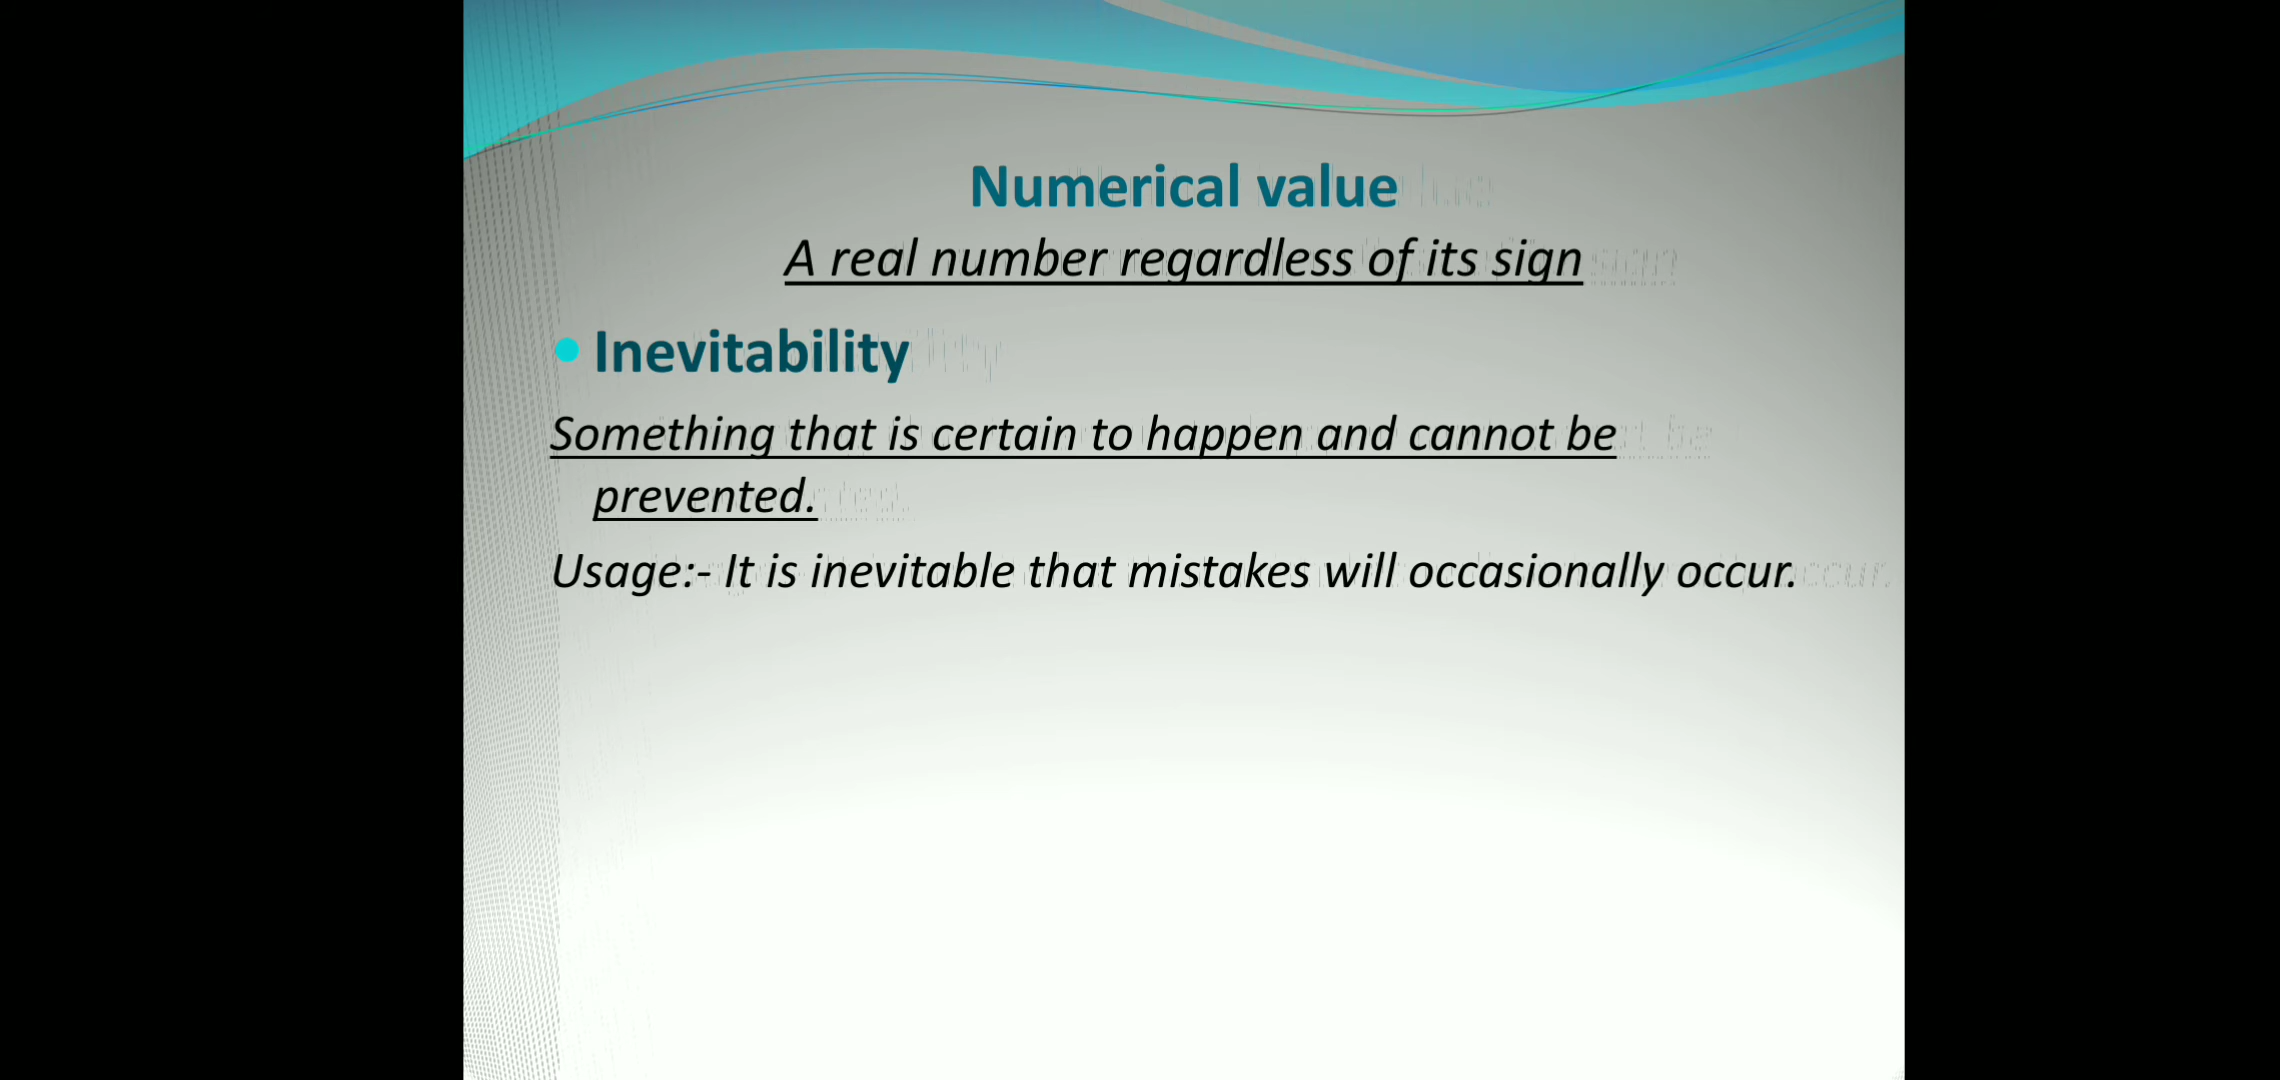 Numerical value
A real number regardless of its sign
Inevitability
Something that is certain to happen and cannot be
prevented.
Usage:- It is inevitable that mistakes will occasionally occur.